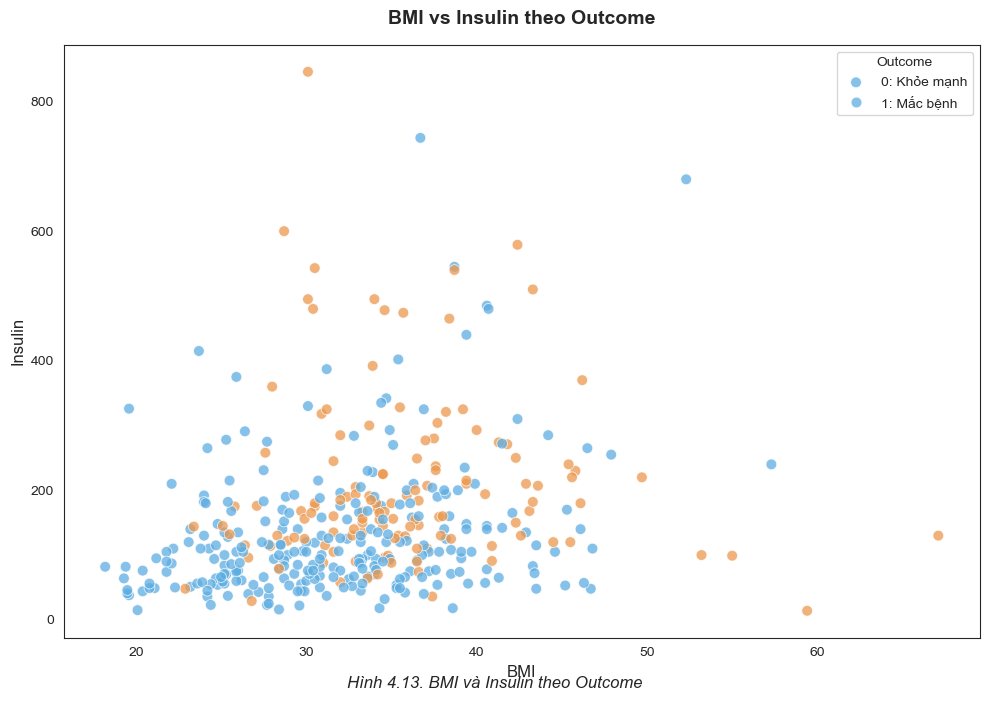 BMI vs Insulin theo Outcome
Outcome
0: Khỏe mạnh
1: Mắc bệnh
Insulin
800
600
400
200
0
20 30 40 50 60
BMI
Hình 4.13. BMI và Insulin theo Outcome